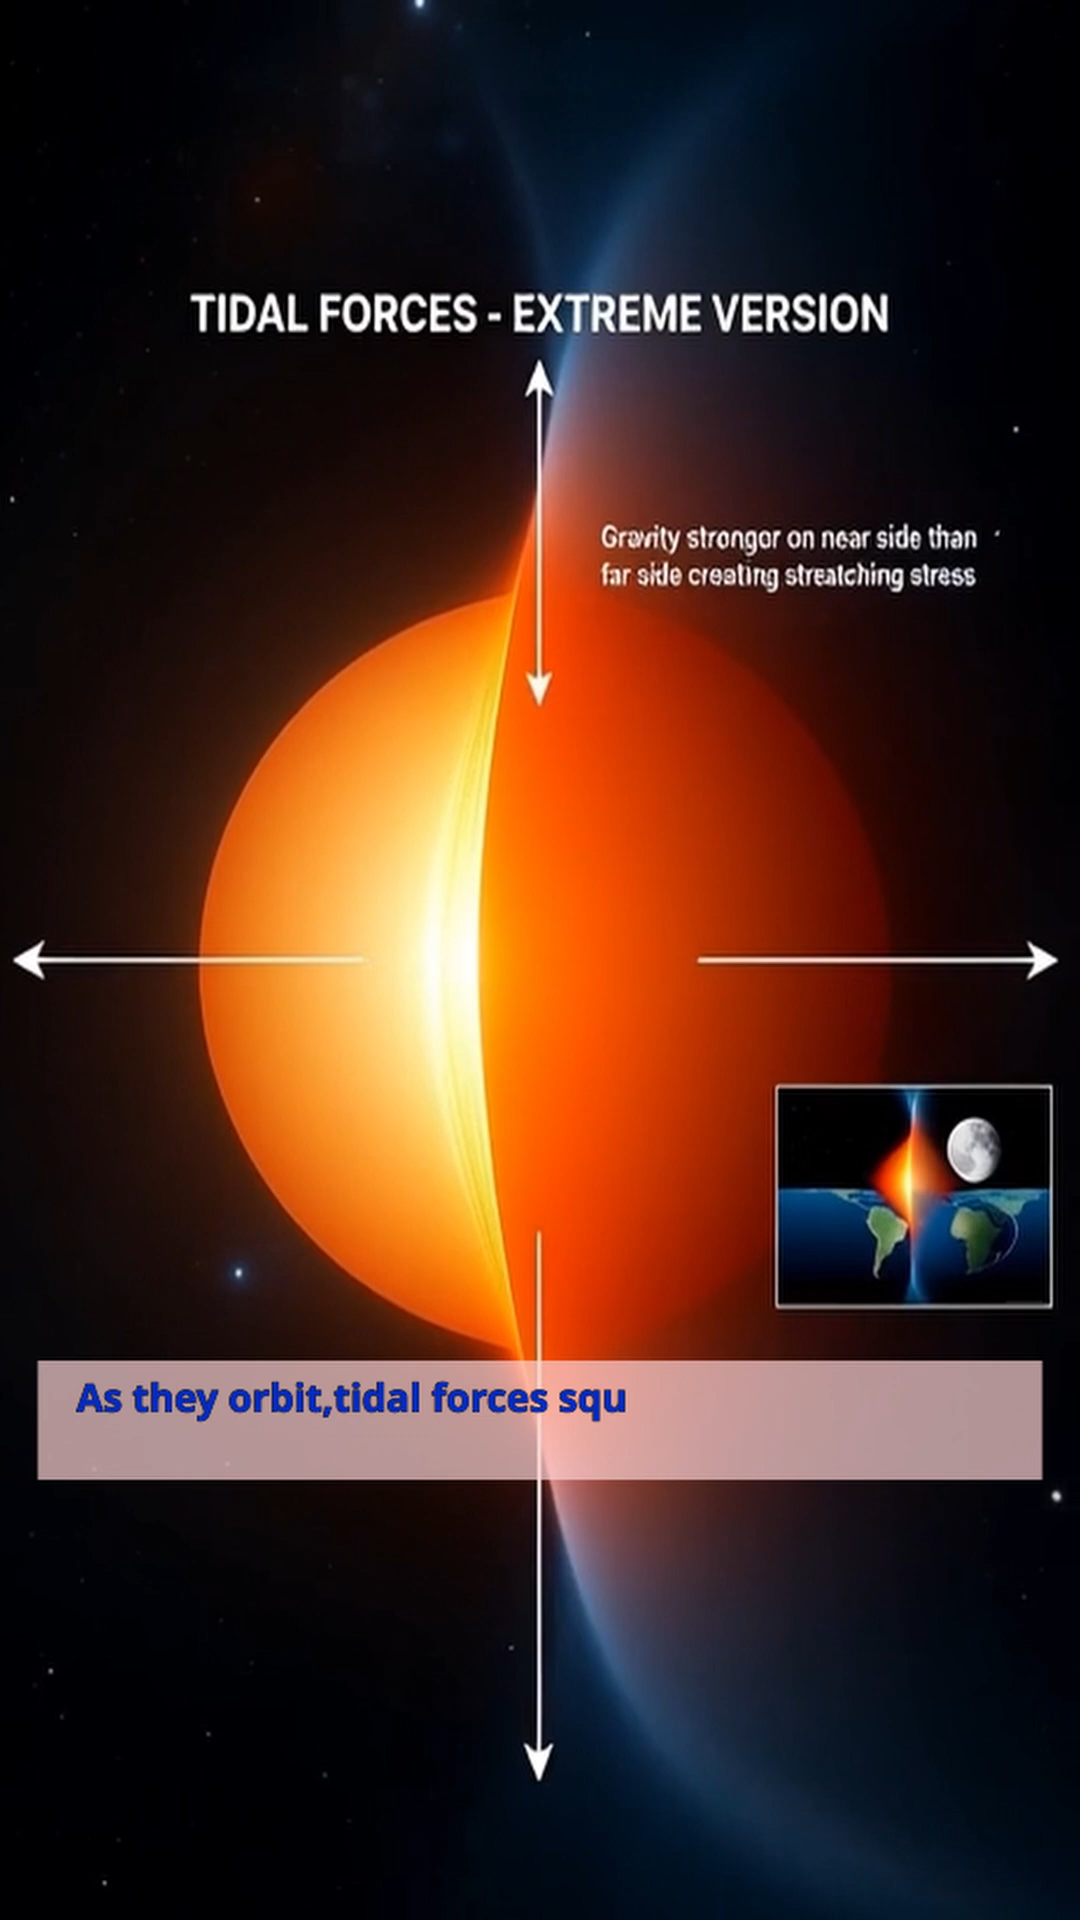 TIDAL FORCES - EXTREME VERSION
Gravity strongor on near side than
far side creating streatching stress
As they orbit,tidal forces squ